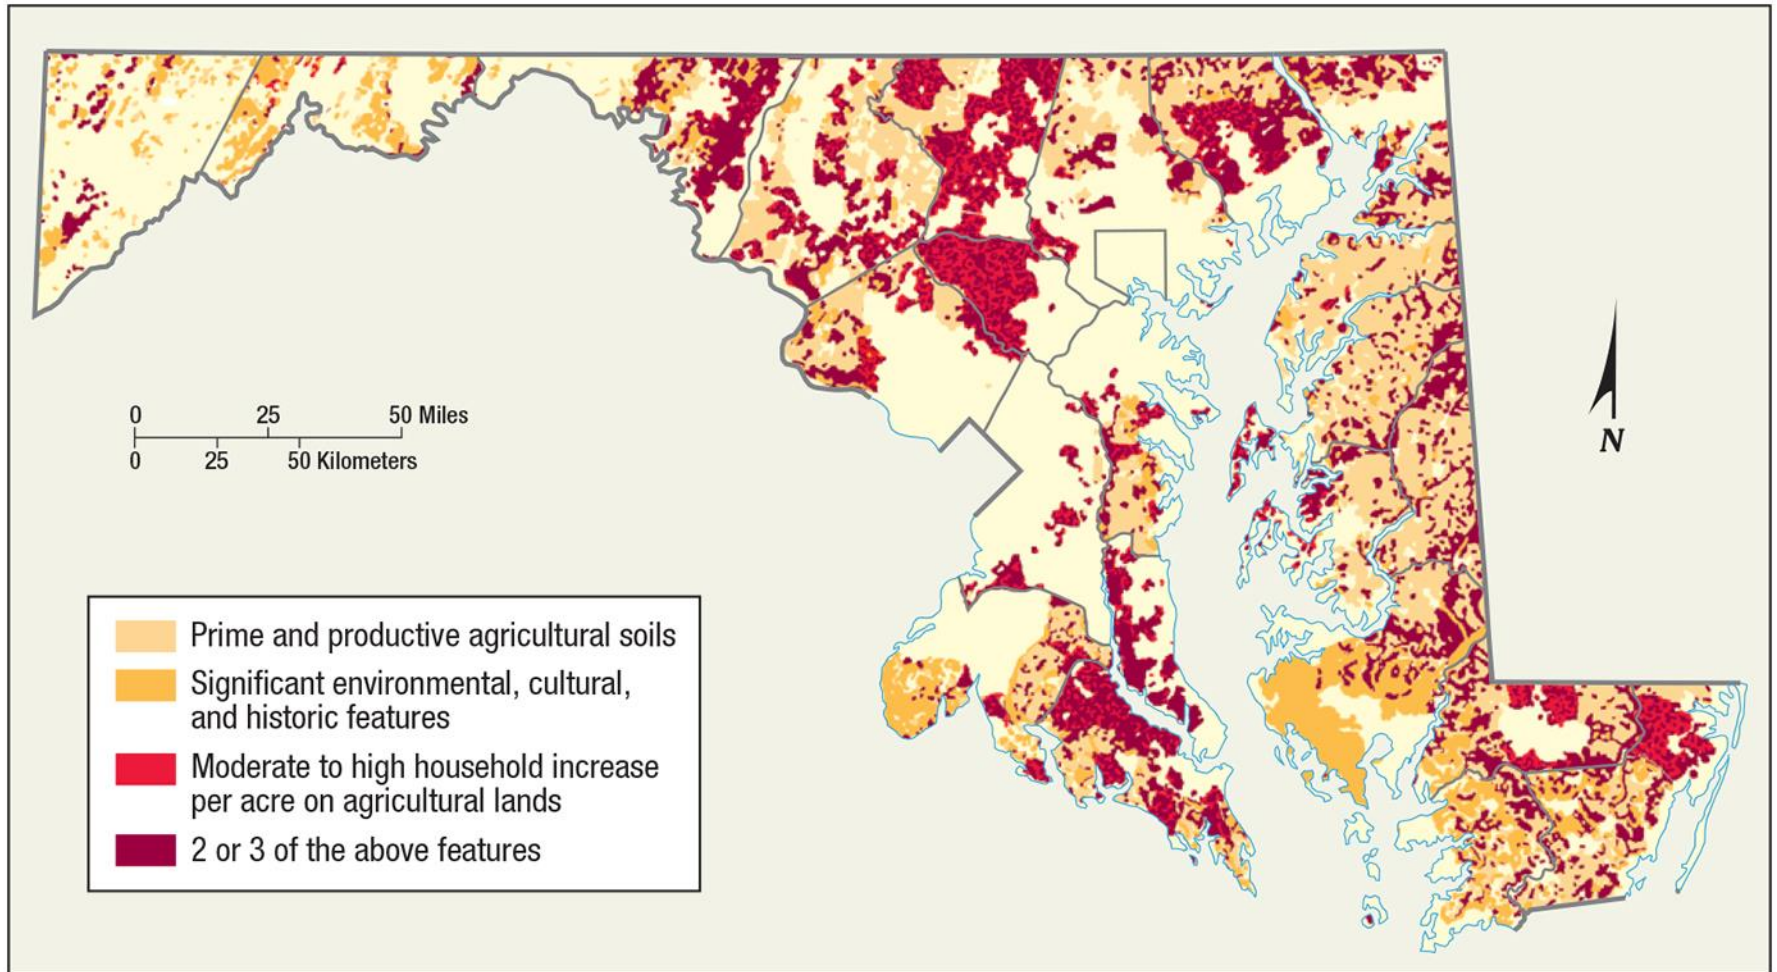 0 25 50 Miles
0 25 50 Kilometers
N
Prime and productive agricultural soils
Significant environmental, cultural,
and historic features
Moderate to high household increase
per acre on agricultural lands
2 or 3 of the above features